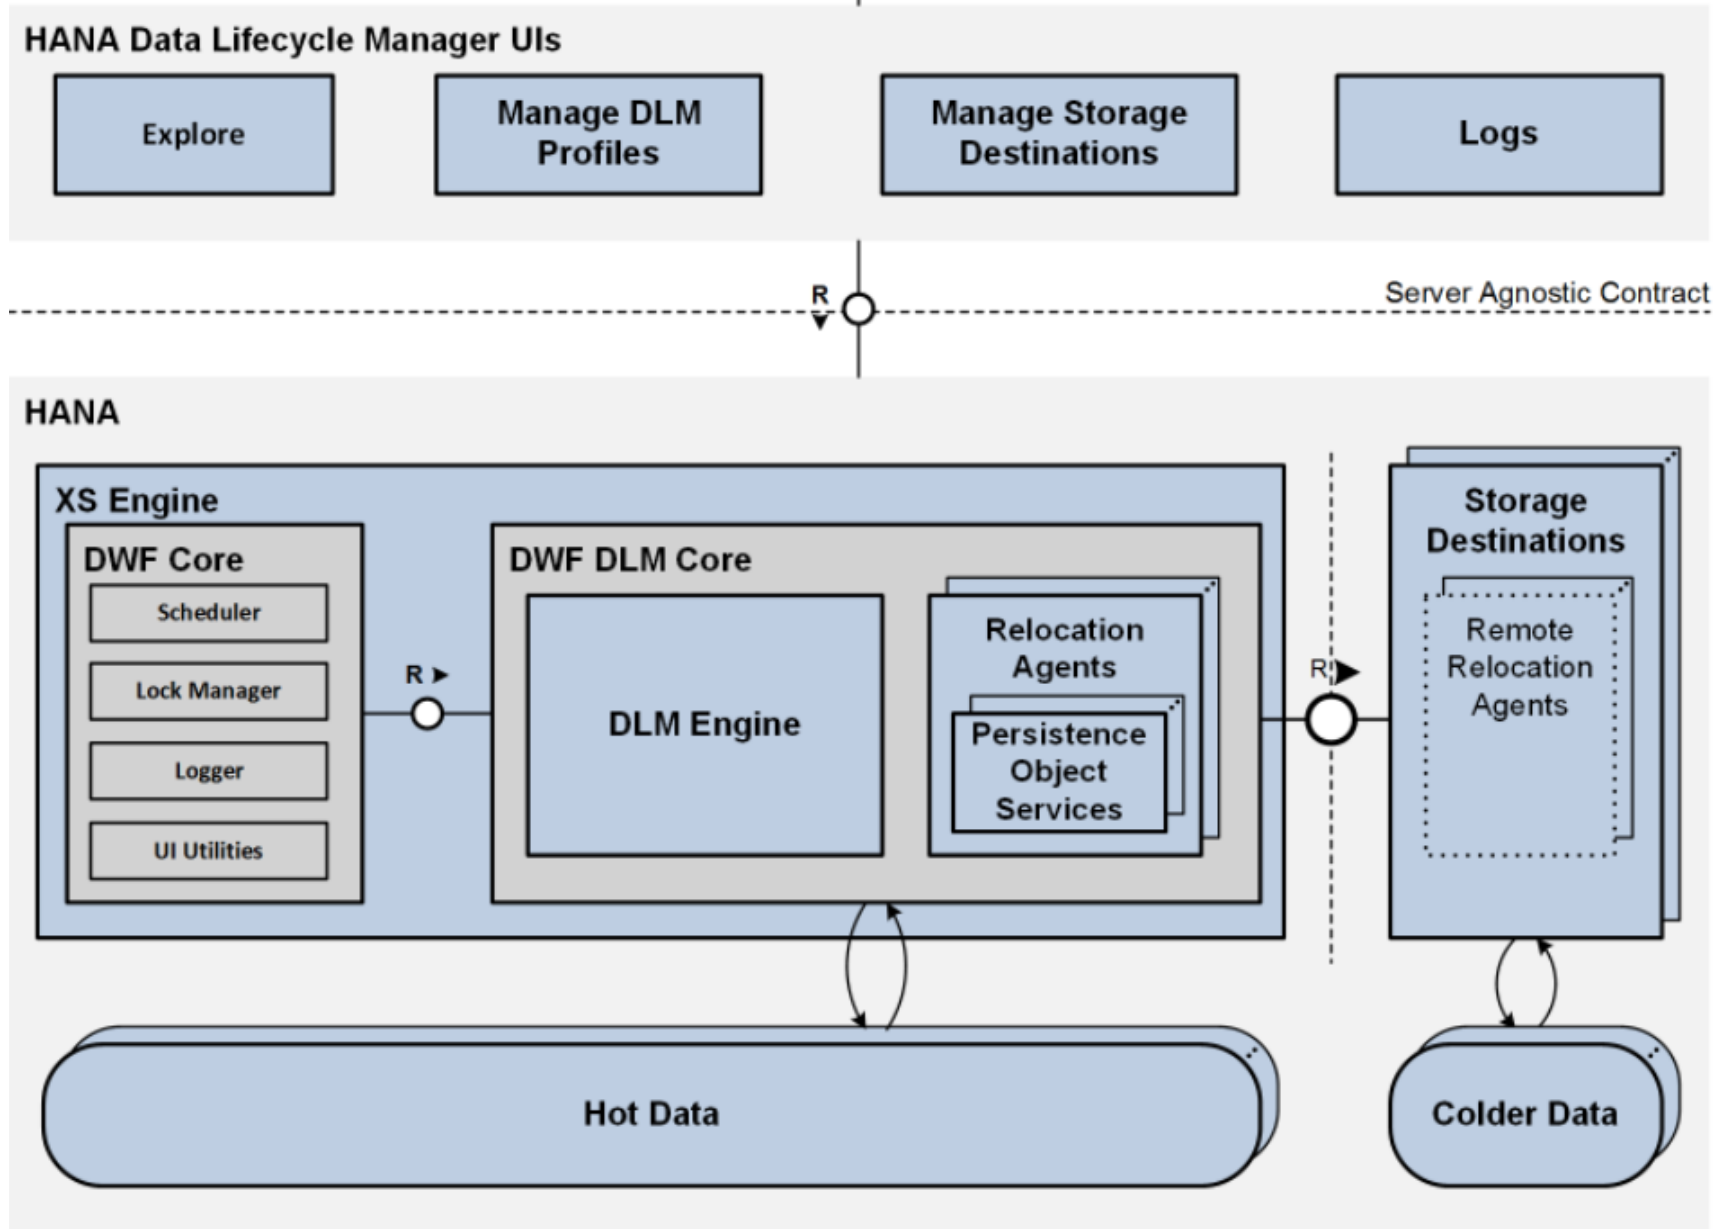 HANA Data Lifecycle Manager UIs
Explore
Manage DLM
Profiles
Manage Storage
Destinations
Logs
R
Server Agnostic Contract
HANA
XS Engine
DWF Core
Scheduler
Lock Manager
Logger
UI Utilities
R
DWF DLM Core
DLM Engine
Relocation
Agents
Persistence
Object
Services
R
Storage
Destinations
Remote
Relocation
Agents
Hot Data
Colder Data